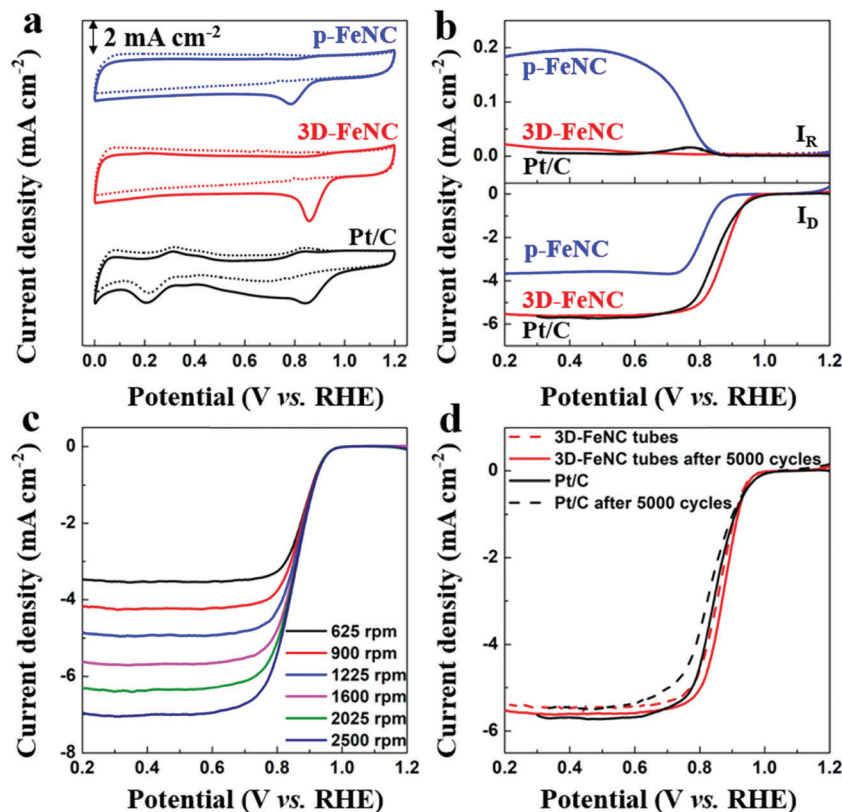 a
2 mA cm-2
p-FeNC
3D-FeNC
Pt/C
Current density (mA cm-2)
0.0 0.2 0.4 0.6 0.8 1.0 1.2
Potential (V vs. RHE)
b
0.2
0.1
0.0
p-FeNC
3D-FeNC
Pt/C
IR
0
-2
-4
-6
ID
p-FeNC
3D-FeNC
Pt/C
Current density (mA cm-2)
0.2 0.4 0.6 0.8 1.0 1.2
Potential (V vs. RHE)
c
0
-2
-4
-6
-8
625 rpm
900 rpm
1225 rpm
1600 rpm
2025 rpm
2500 rpm
Current density (mA cm-2)
0.2 0.4 0.6 0.8 1.0 1.2
Potential (V vs. RHE)
d
3D-FeNC tubes
3D-FeNC tubes after 5000 cycles
Pt/C
Pt/C after 5000 cycles
0
-2
-4
-6
Current density (mA cm-2)
0.2 0.4 0.6 0.8 1.0 1.2
Potential (V vs. RHE)